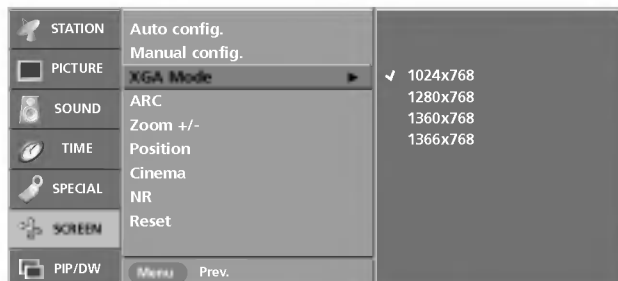 STATION
PICTURE
SOUND
TIME
SPECIAL
SCREEN
PIP/DW
Auto config.
Manual config.
XGA Mode
ARC
Zoom +/-
Position
Cinema
NR
Reset
Menu Prev.
1024x768
1280x768
1360x768
1366x768